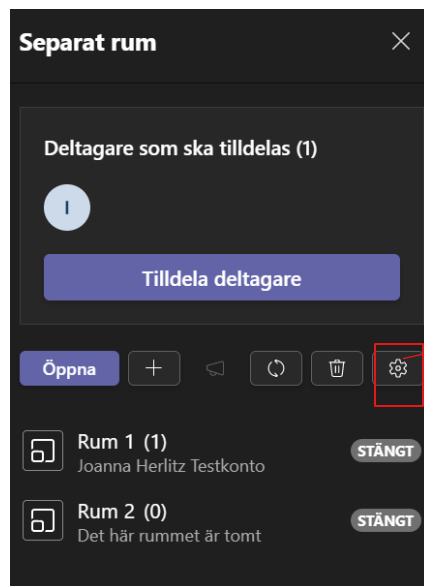 Separat rum
Deltagare som ska tilldelas (1)
I
Tilldela deltagare
Öppna
Rum 1 (1)
STÄNGT
Joanna Herlitz Testkonto
Rum 2 (0)
STÄNGT
Det här rummet är tomt